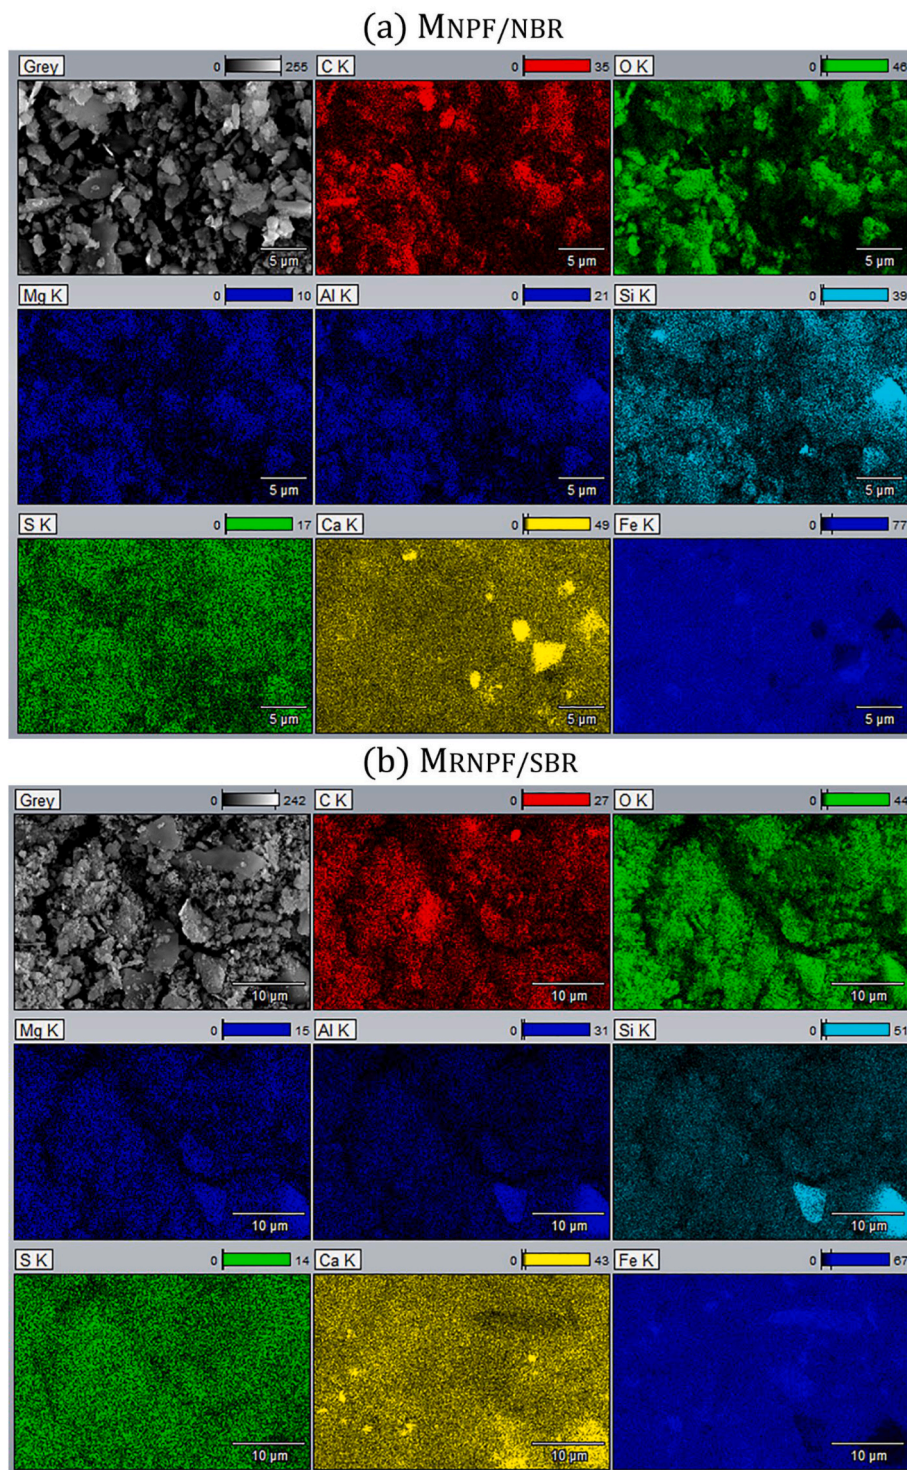 (a) MNPF/NBR
Grey 0 255 C K 0 35 O K 0 46
5 µm 5 µm 5 µm
Mg K 0 10 Al K 0 21 Si K 0 39
5 µm 5 µm 5 µm
S K 0 17 Ca K 0 49 Fe K 0 77
5 µm 5 µm 5 µm
(b) MRNPF/SBR
Grey 0 242 C K 0 27 O K 0 44
10 µm 10 µm 10 µm
Mg K 0 15 Al K 0 31 Si K 0 51
10 µm 10 µm 10 µm
S K 0 14 Ca K 0 43 Fe K 0 67
10 µm 10 µm 10 µm